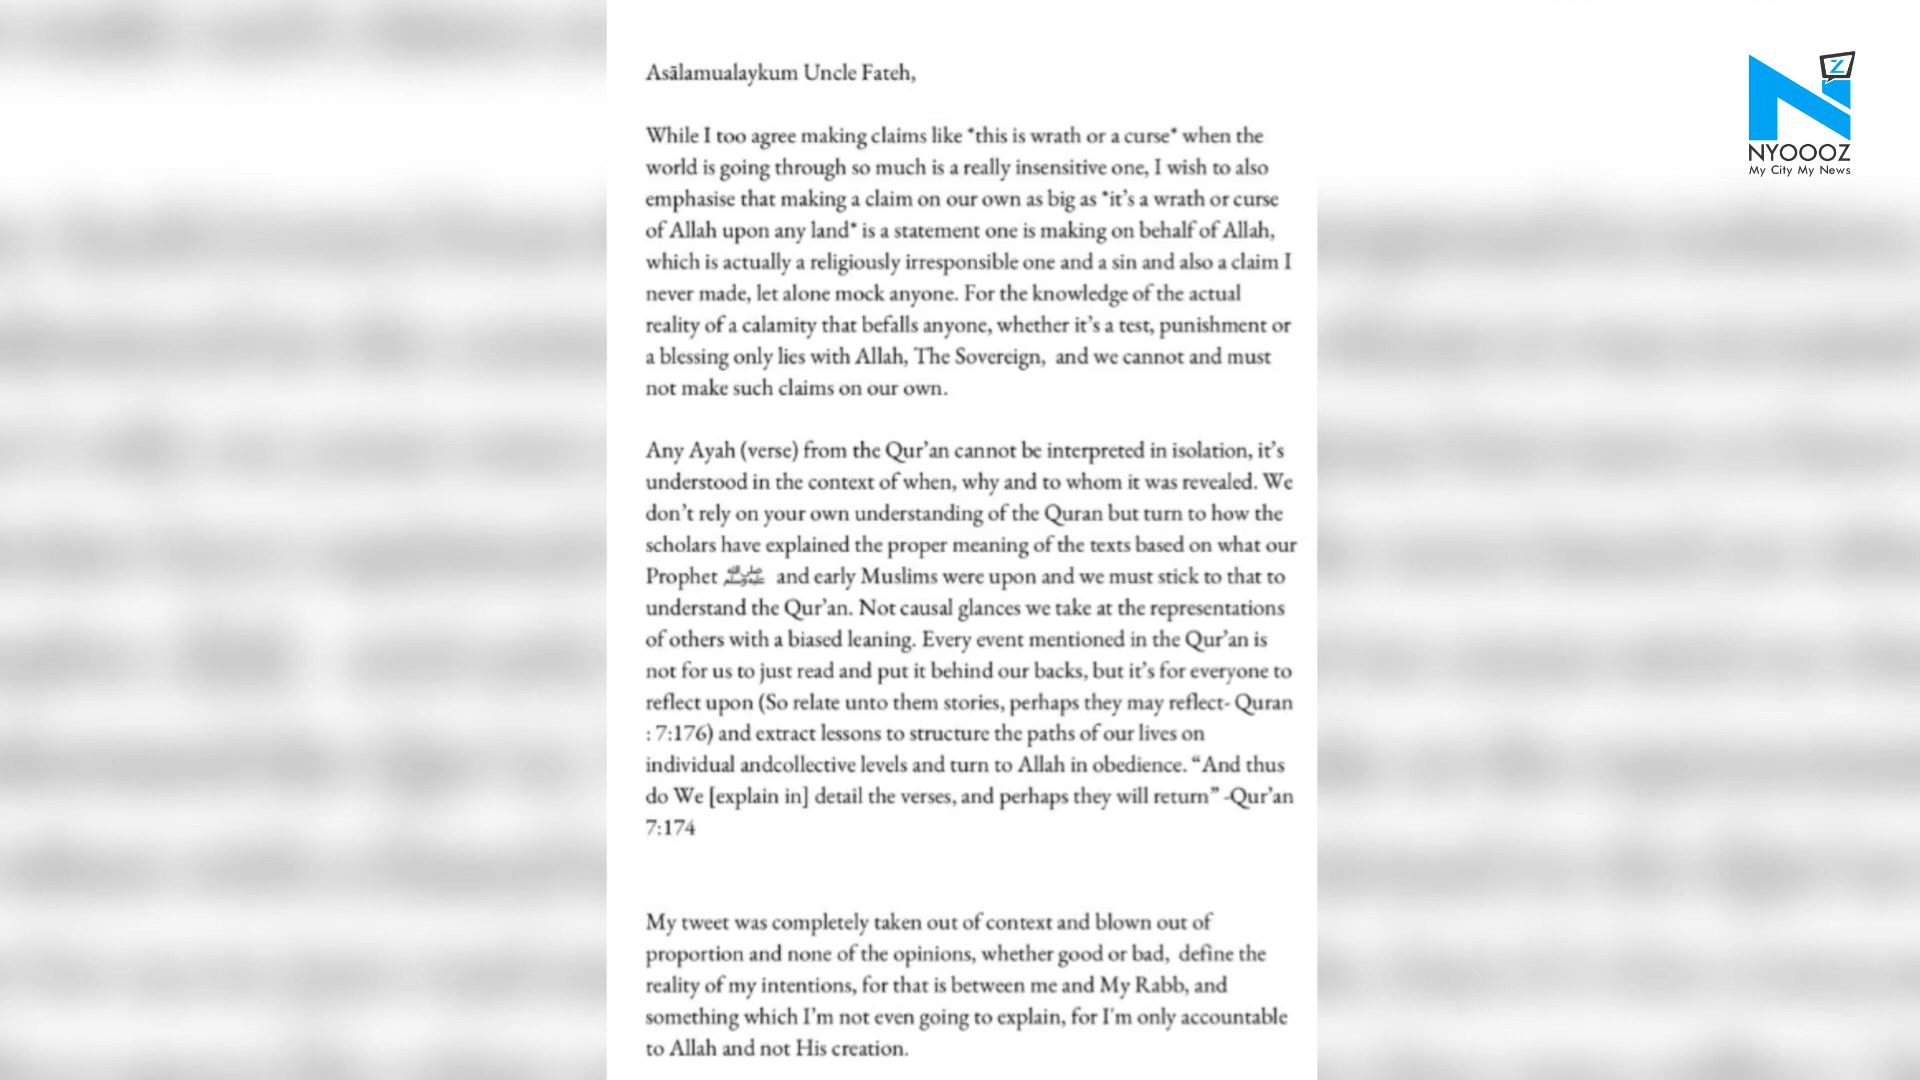 Asālamualaykum Uncle Fateh,
While I too agree making claims like *this is wrath or a curse* when the
world is going through so much is a really insensitive one, I wish to also
emphasise that making a claim on our own as big as *it's a wrath or curse
of Allah upon any land* is a statement one is making on behalf of Allah,
which is actually a religiously irresponsible one and a sin and also a claim I
never made, let alone mock anyone. For the knowledge of the actual
reality of a calamity that befalls anyone, whether it's a test, punishment or
a blessing only lies with Allah, The Sovereign, and we cannot and must
not make such claims on our own.
Any Ayah (verse) from the Qur'an cannot be interpreted in isolation, it's
understood in the context of when, why and to whom it was revealed. We
don't rely on your own understanding of the Quran but turn to how the
scholars have explained the proper meaning of the texts based on what our
Prophet ﷺ and early Muslims were upon and we must stick to that to
understand the Qur'an. Not causal glances we take at the representations
of others with a biased leaning. Every event mentioned in the Qur'an is
not for us to just read and put it behind our backs, but it's for everyone to
reflect upon (So relate unto them stories, perhaps they may reflect- Quran
: 7:176) and extract lessons to structure the paths of our lives on
individual andcollective levels and turn to Allah in obedience. “And thus
do We [explain in] detail the verses, and perhaps they will return” -Qur'an
7:174
My tweet was completely taken out of context and blown out of
proportion and none of the opinions, whether good or bad, define the
reality of my intentions, for that is between me and My Rabb, and
something which I'm not even going to explain, for I'm only accountable
to Allah and not His creation.
Z
NYOOOZ
My City My News